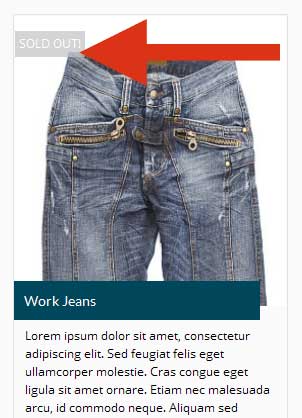 SOLD OUT!
Work Jeans
Lorem ipsum dolor sit amet, consectetur
adipiscing elit. Sed feugiat felis eget
ullamcorper molestie. Cras congue eget
ligula sit amet ornare. Etiam nec malesuada
arcu, id commodo neque. Aliquam sed